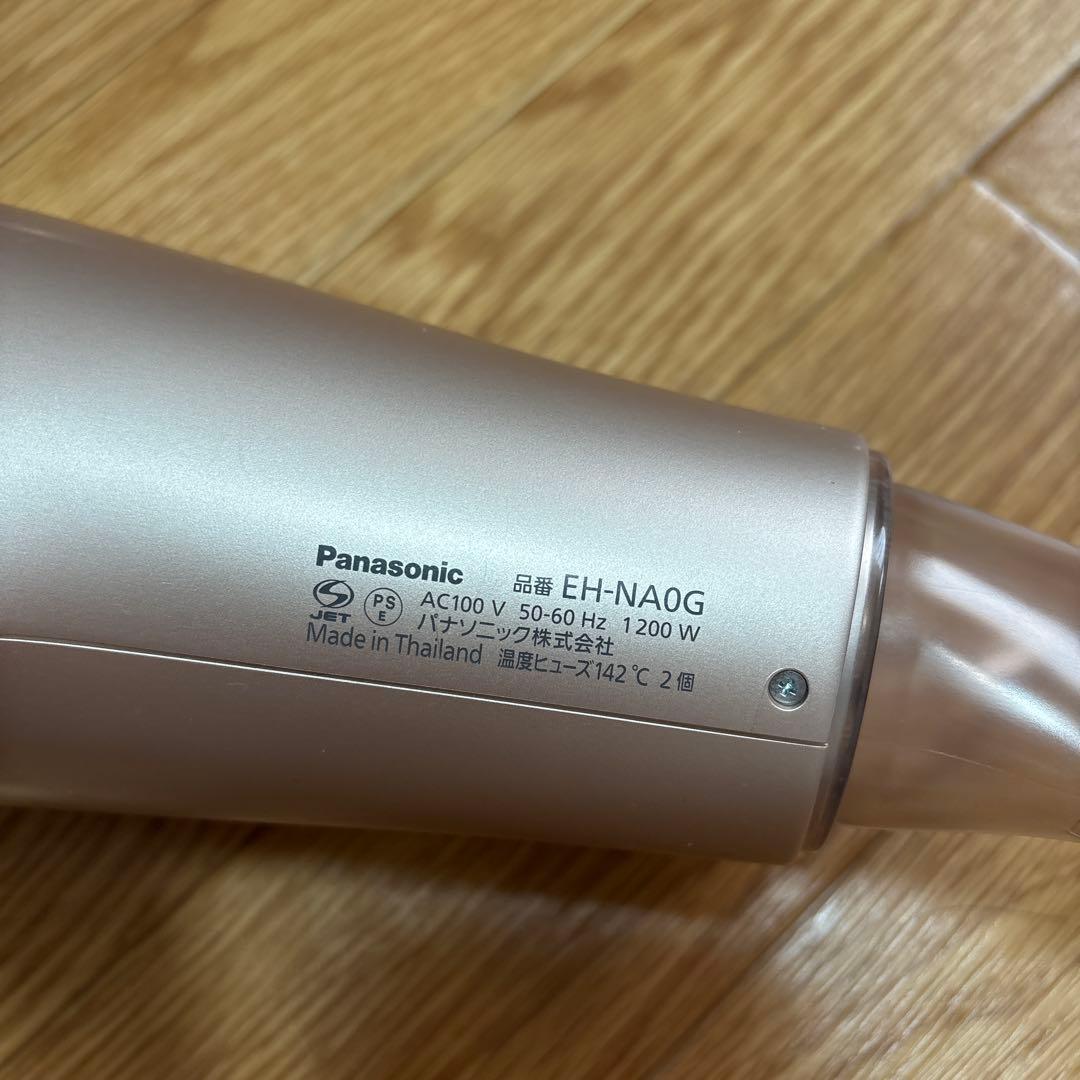 Panasonic 品番 EH-NA0G
JET PS E AC100 V 50-60 Hz 1200 W
パナソニック株式会社
Made in Thailand 温度ヒューズ142℃ 2個